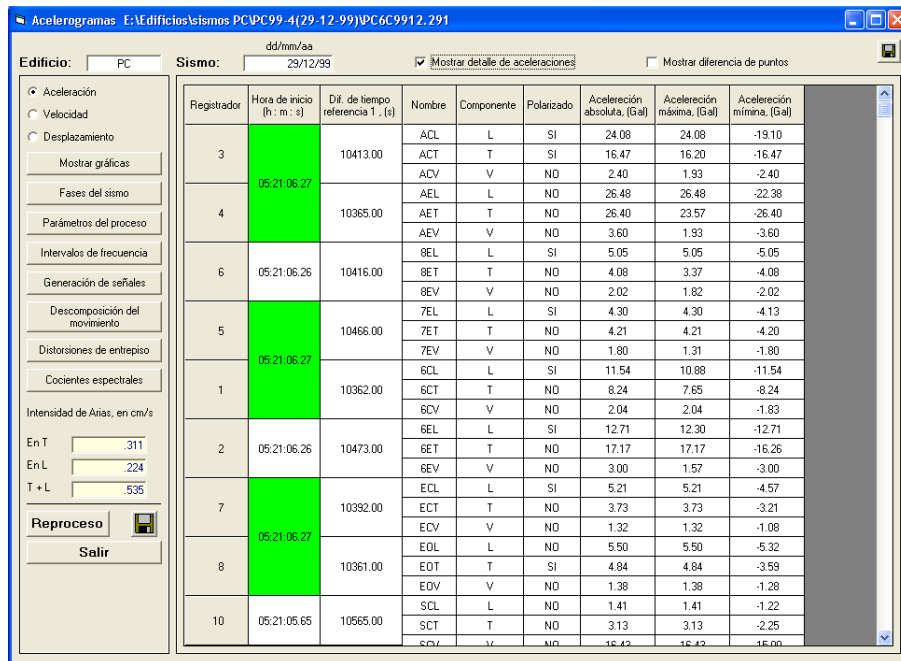 Acelerogramas E:\Edificios\sismos PC\PC99-4(29-12-99)\PC6C9912.291
dd/mm/aa
Edificio: PC Sismo: 29/12/99 Mostrar detalle de aceleraciones Mostrar diferencia de puntos
Aceleración
Velocidad
Desplazamiento
Mostrar gráficas
Fases del sismo
Parámetros del proceso
Intervalos de frecuencia
Generación de señales
Descomposición del
movimiento
Distorsiones de entrepiso
Cocientes espectrales
Intensidad de Arias, en cm/s
En T .311
En L .224
T + L .535
Reproceso
Salir
Registrador Hora de inicio (h : m : s) Dif. de tiempo referencia 1 , (s) Nombre Componente Polarizado Acelereción absoluta, (Gal) Acelereción máxima, (Gal) Acelereción mímina, (Gal)
ACL L SI 24.08 24.08 -19.10
3 10413.00 ACT T SI 16.47 16.20 -16.47
ACV V NO 2.40 1.93 -2.40
05:21:06.27
AEL L NO 26.48 26.48 -22.38
4 10365.00 AET T NO 26.40 23.57 -26.40
AEV V NO 3.60 1.93 -3.60
8EL L SI 5.05 5.05 -5.05
6 05:21:06.26 10416.00 8ET T NO 4.08 3.37 -4.08
8EV V NO 2.02 1.82 -2.02
7EL L SI 4.30 4.30 -4.13
5 10466.00 7ET T NO 4.21 4.21 -4.20
7EV V NO 1.80 1.31 -1.80
05:21:06.27
6CL L SI 11.54 10.88 -11.54
1 10362.00 6CT T NO 8.24 7.65 -8.24
6CV V NO 2.04 2.04 -1.83
6EL L SI 12.71 12.30 -12.71
2 05:21:06.26 10473.00 6ET T NO 17.17 17.17 -16.26
6EV V NO 3.00 1.57 -3.00
ECL L SI 5.21 5.21 -4.57
7 10392.00 ECT T NO 3.73 3.73 -3.21
ECV V NO 1.32 1.32 -1.08
05:21:06.27
EOL L NO 5.50 5.50 -5.32
8 10361.00 EOT T SI 4.84 4.84 -3.59
EOV V NO 1.38 1.38 -1.28
SCL L NO 1.41 1.41 -1.22
10 05:21:05.65 10565.00 SCT T NO 3.13 3.13 -2.25
SCV V NO 16.43 16.43